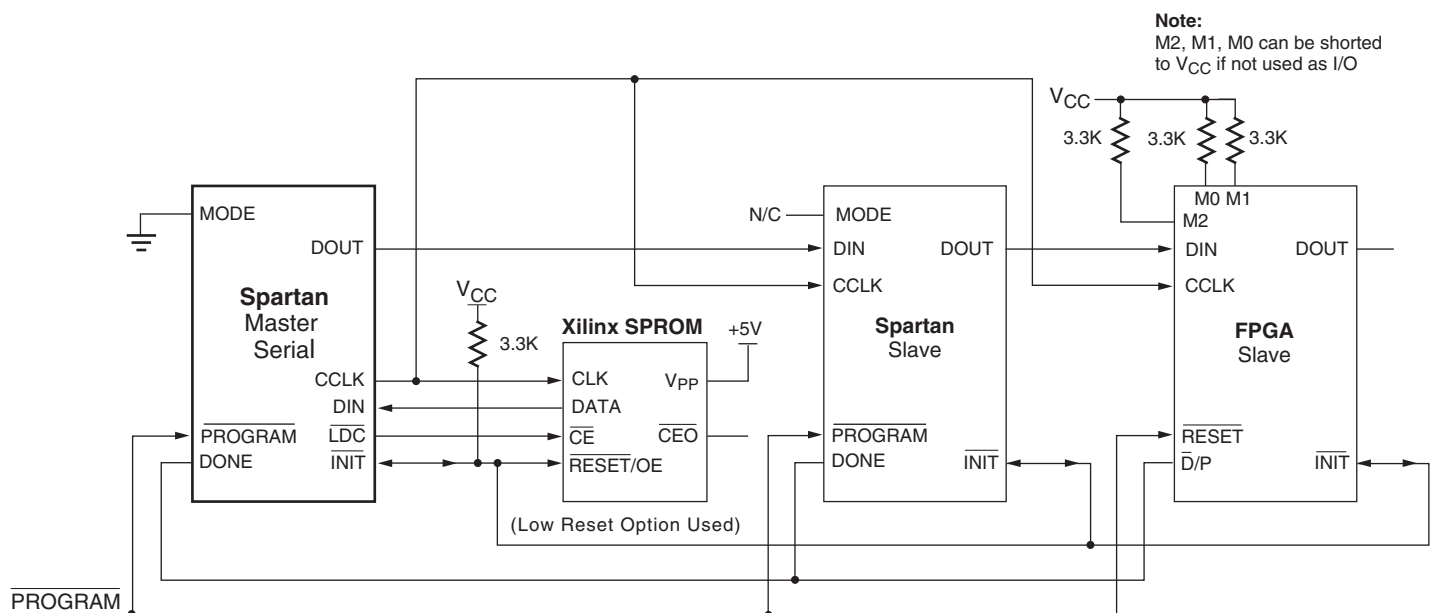 Note:
M2, M1, M0 can be shorted
to VCC if not used as I/O
VCC
3.3K
3.3K
3.3K
M0 M1
M2
MODE
DOUT
Spartan
Master
Serial
CCLK
DIN
PROGRAM
LDC
DONE
INIT
VCC
3.3K
Xilinx SPROM
+5V
CLK
VPP
DATA
CE
CEO
RESET/OE
(Low Reset Option Used)
N/C
MODE
DIN
DOUT
CCLK
Spartan
Slave
PROGRAM
DONE
INIT
DIN
DOUT
CCLK
FPGA
Slave
RESET
D/P
INIT
PROGRAM